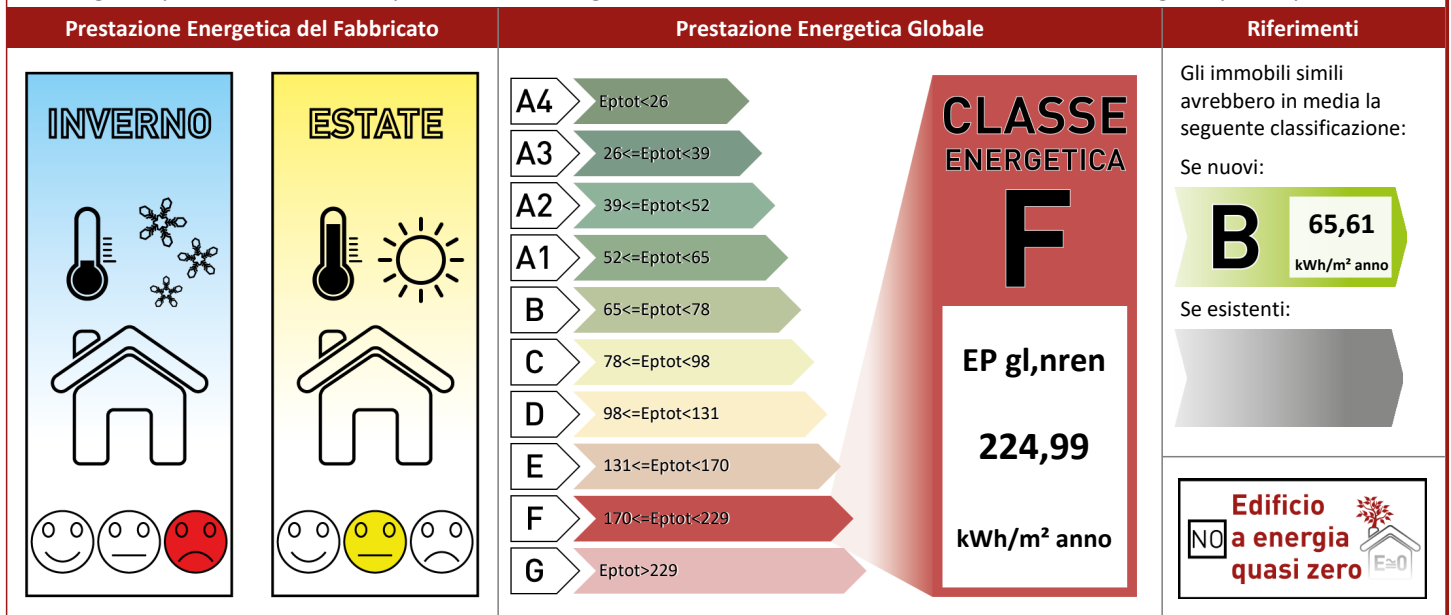 Prestazione Energetica del Fabbricato
Prestazione Energetica Globale
Riferimenti
INVERNO
ESTATE
A4 Eptot<26
A3 26<=Eptot<39
A2 39<=Eptot<52
A1 52<=Eptot<65
B 65<=Eptot<78
C 78<=Eptot<98
D 98<=Eptot<131
E 131<=Eptot<170
F 170<=Eptot<229
G Eptot>229
CLASSE
ENERGETICA
F
EP gl,nren
224,99
kWh/m² anno
Gli immobili simili
avrebbero in media la
seguente classificazione:
Se nuovi:
B 65,61
kWh/m² anno
Se esistenti:
Edificio
NO a energia
quasi zero
E≅0